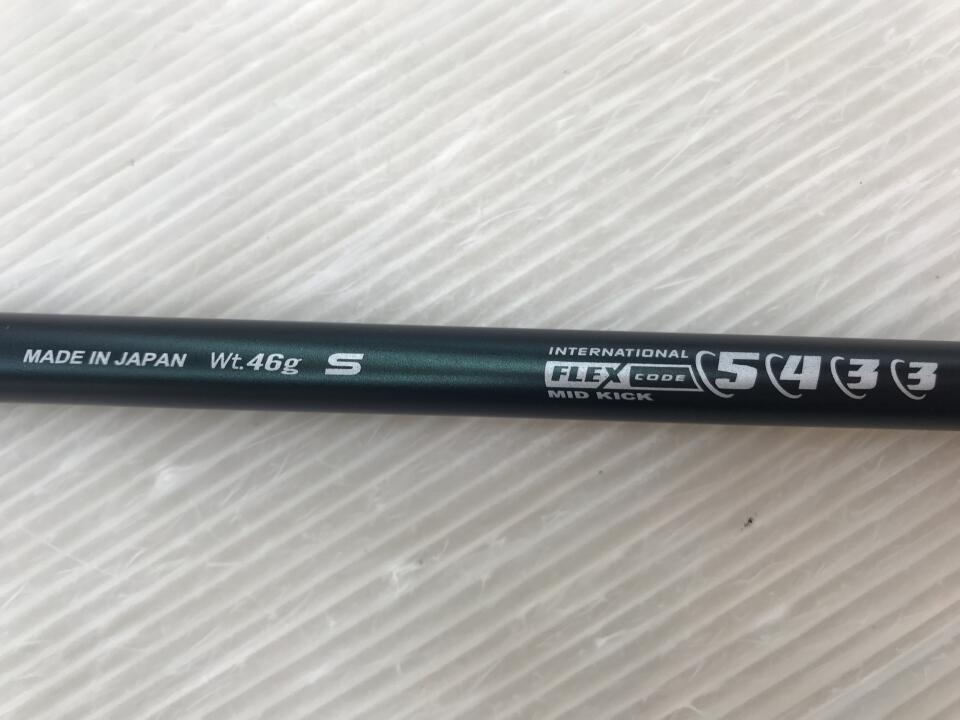 MADE IN JAPAN Wt.46g S
INTERNATIONAL
FLEX CODE 5 4 3 3
MID KICK